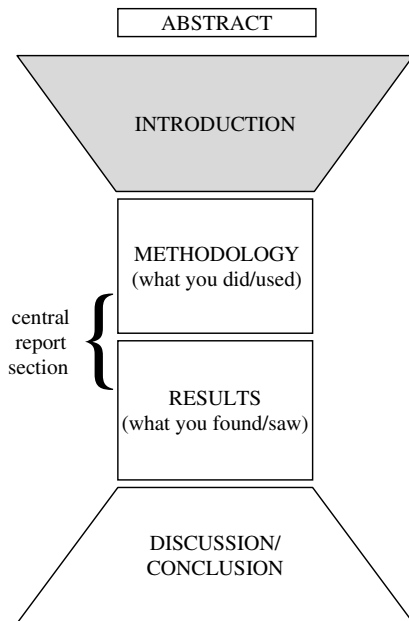 ABSTRACT
INTRODUCTION
METHODOLOGY
(what you did/used)
central
report
section
RESULTS
(what you found/saw)
DISCUSSION/
CONCLUSION